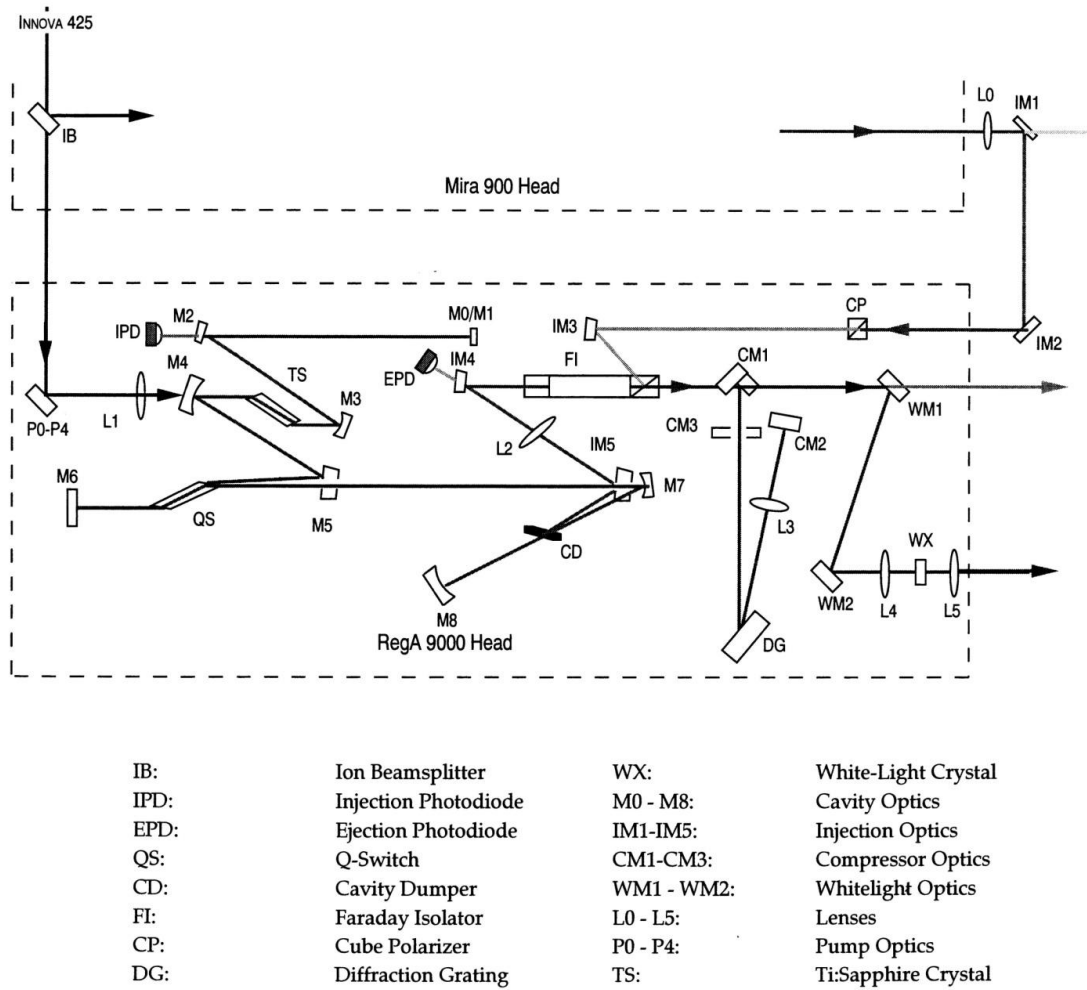 INNOVA 425
L0
IM1
IB
Mira 900 Head
CP
IM3
IM2
M0/M1
M2
IPD
IM4
FI
CM1
EPD
M4
TS
M3
WM1
P0-P4
L1
CM3
CM2
L2
IM5
M6
M7
L3
QS
M5
WX
CD
WM2
L4
L5
M8
RegA 9000 Head
DG
IB: Ion Beamsplitter WX: White-Light Crystal
IPD: Injection Photodiode M0 - M8: Cavity Optics
EPD: Ejection Photodiode IM1-IM5: Injection Optics
QS: Q-Switch CM1-CM3: Compressor Optics
CD: Cavity Dumper WM1 - WM2: Whitelight Optics
FI: Faraday Isolator L0 - L5: Lenses
CP: Cube Polarizer P0 - P4: Pump Optics
DG: Diffraction Grating TS: Ti:Sapphire Crystal